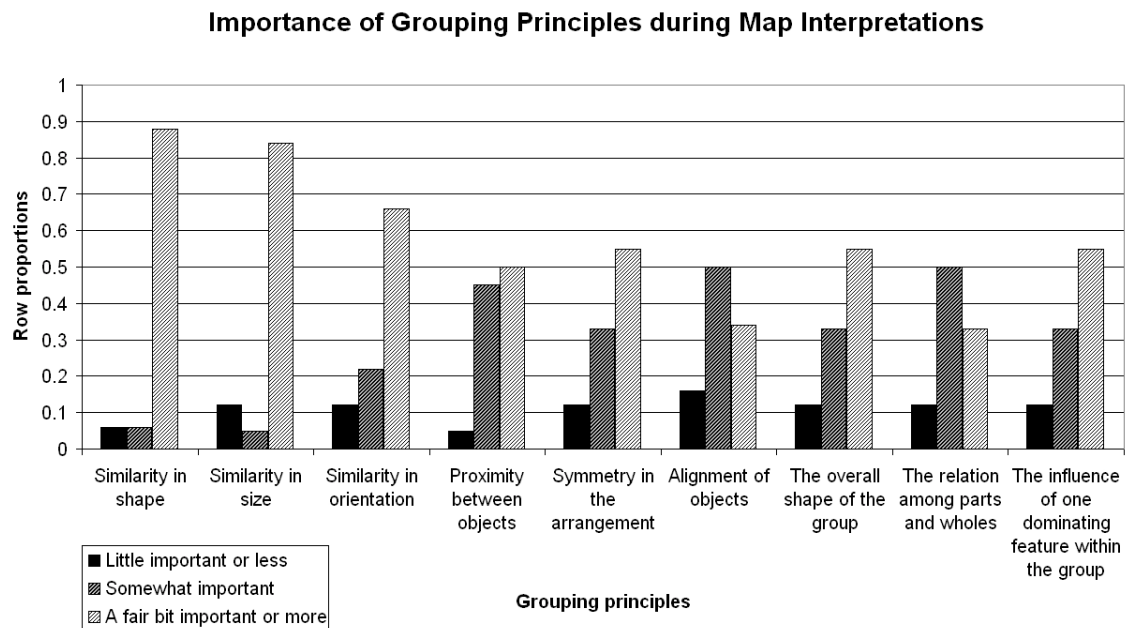 Importance of Grouping Principles during Map Interpretations
Row proportions
1
0.9
0.8
0.7
0.6
0.5
0.4
0.3
0.2
0.1
0
Similarity in
shape
Similarity in
size
Similarity in
orientation
Proximity
between
objects
Symmetry in
the
arrangement
Alignment of
objects
The overall
shape of the
group
The relation
among parts
and wholes
The influence
of one
dominating
feature within
the group
Little important or less
Somewhat important
A fair bit important or more
Grouping principles